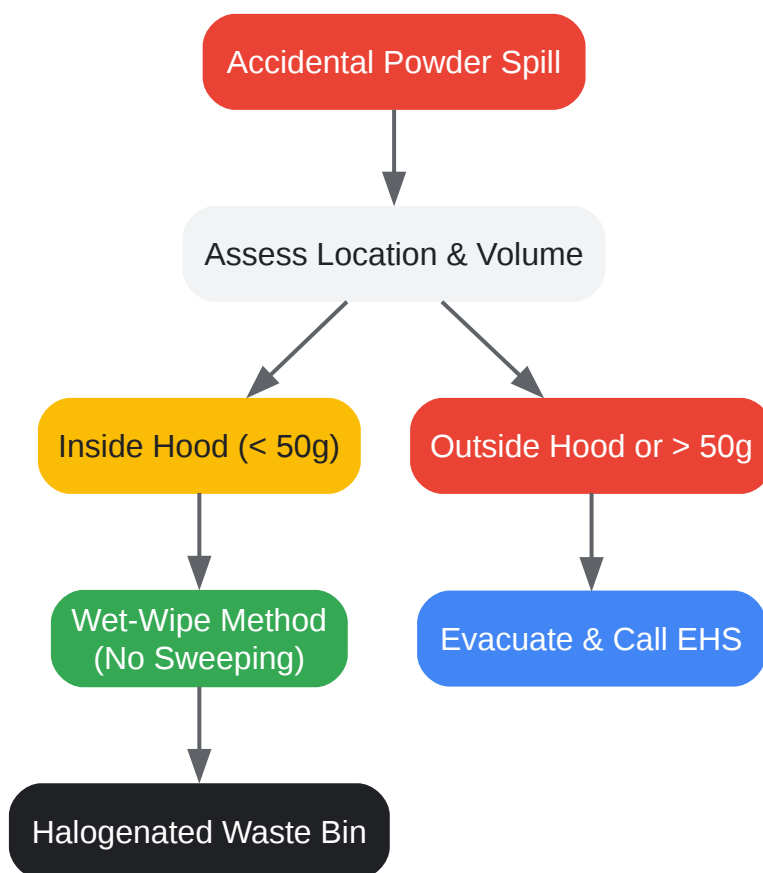 Accidental Powder Spill
Assess Location & Volume
Inside Hood (< 50g)
Outside Hood or > 50g
Wet-Wipe Method
(No Sweeping)
Evacuate & Call EHS
Halogenated Waste Bin